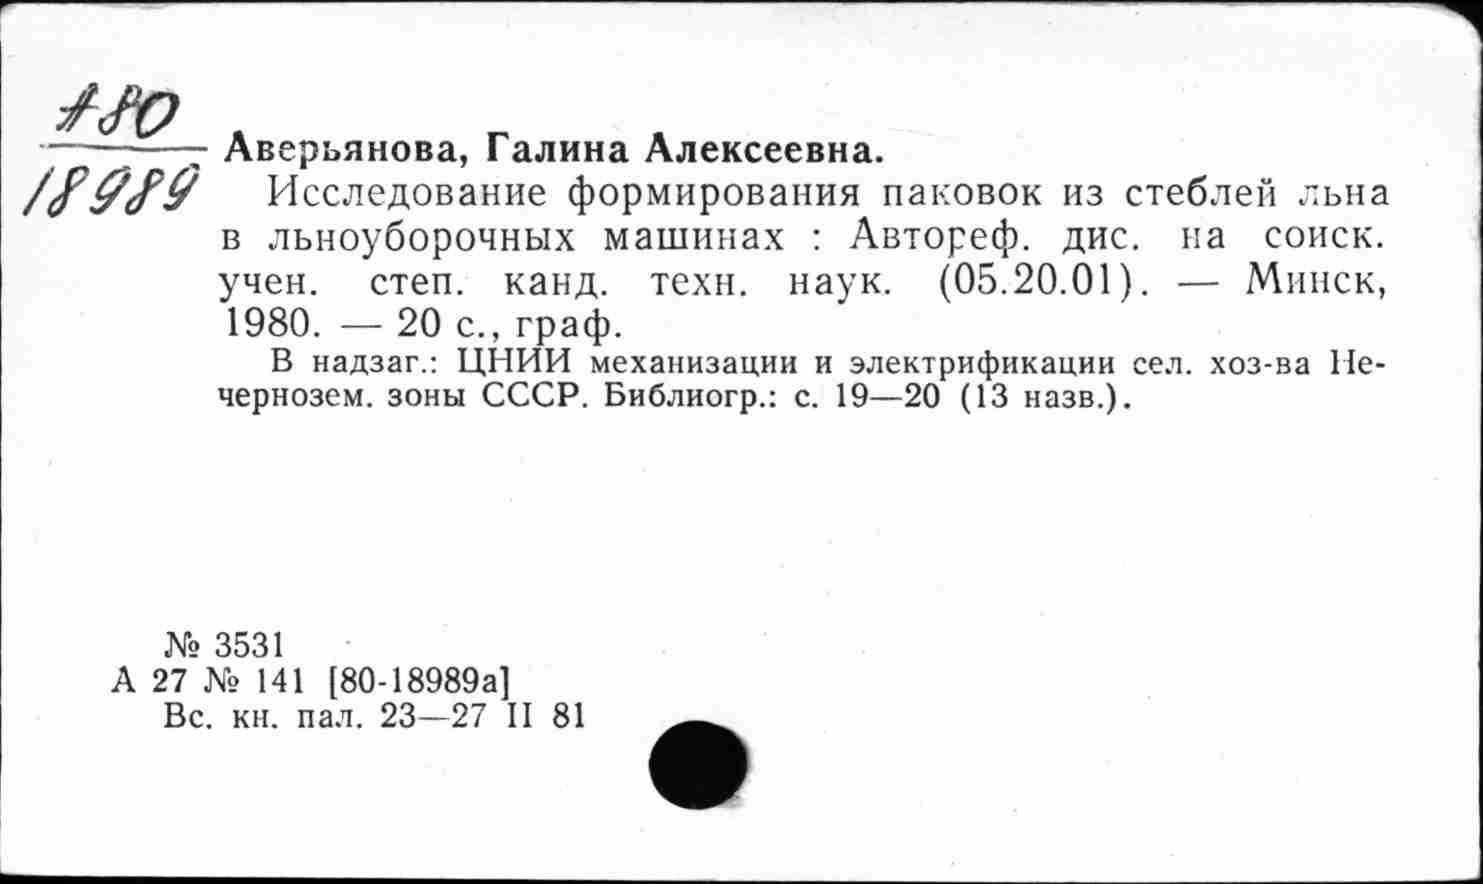 А80
18989
Аверьянова, Галина Алексеевна.
Исследование формирования паковок из стеблей льна
в льноуборочных машинах : Автореф. дис. на соиск.
учен. степ. канд. техн. наук. (05.20.01). — Минск,
1980. — 20 с., граф.
В надзаг.: ЦНИИ механизации и электрификации сел. хоз-ва Не-
чернозем. зоны СССР. Библиогр.: с. 19—20 (13 назв.).
№ 3531
А 27 № 141 [80-18989а]
Вс. кн. пал. 23—27 II 81